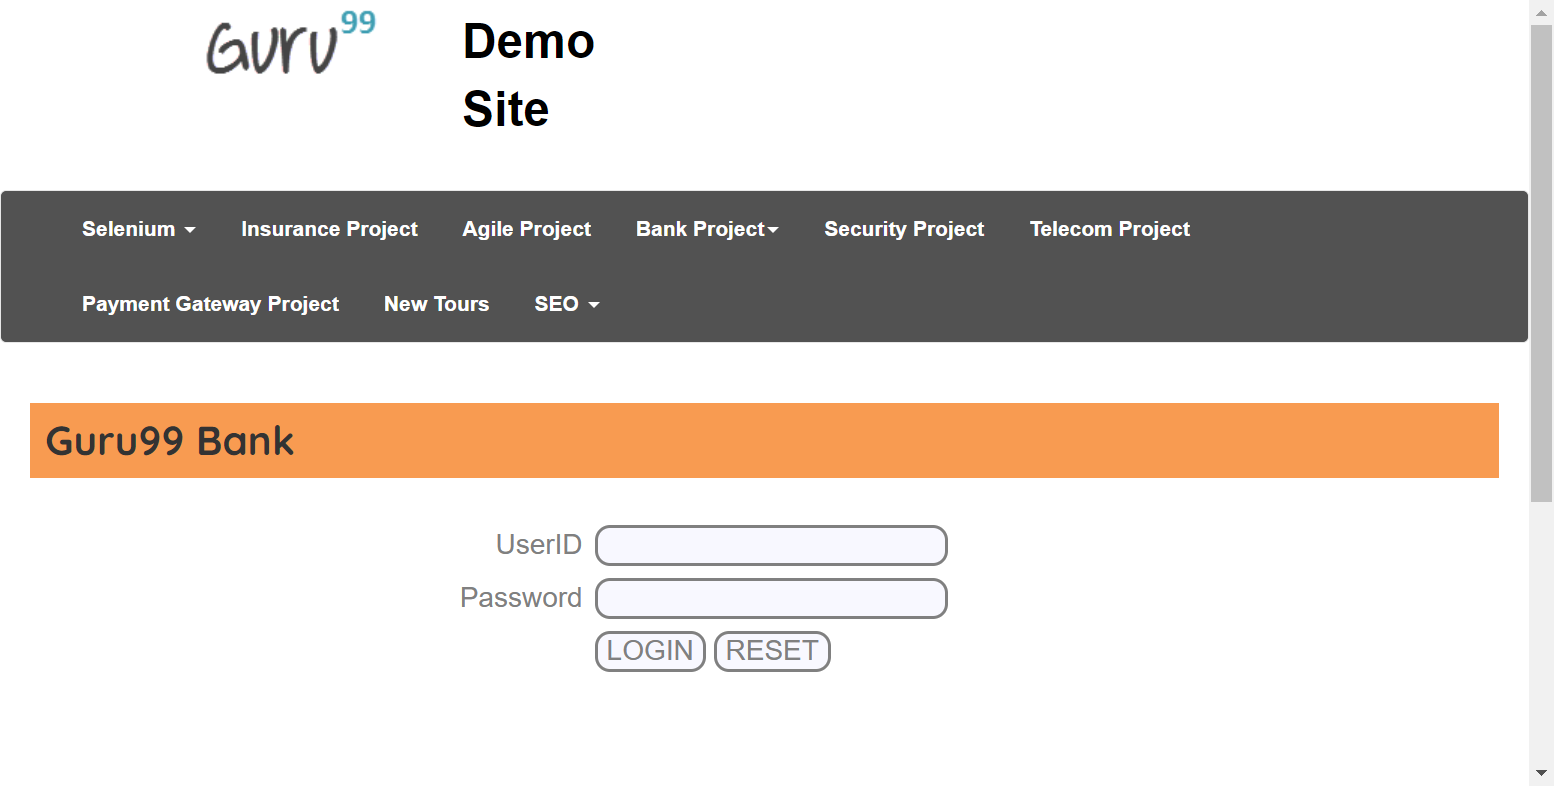 Guru99
Demo
Site
Selenium Insurance Project Agile Project Bank Project Security Project Telecom Project
Payment Gateway Project New Tours SEO
Guru99 Bank
UserID
Password
LOGIN RESET